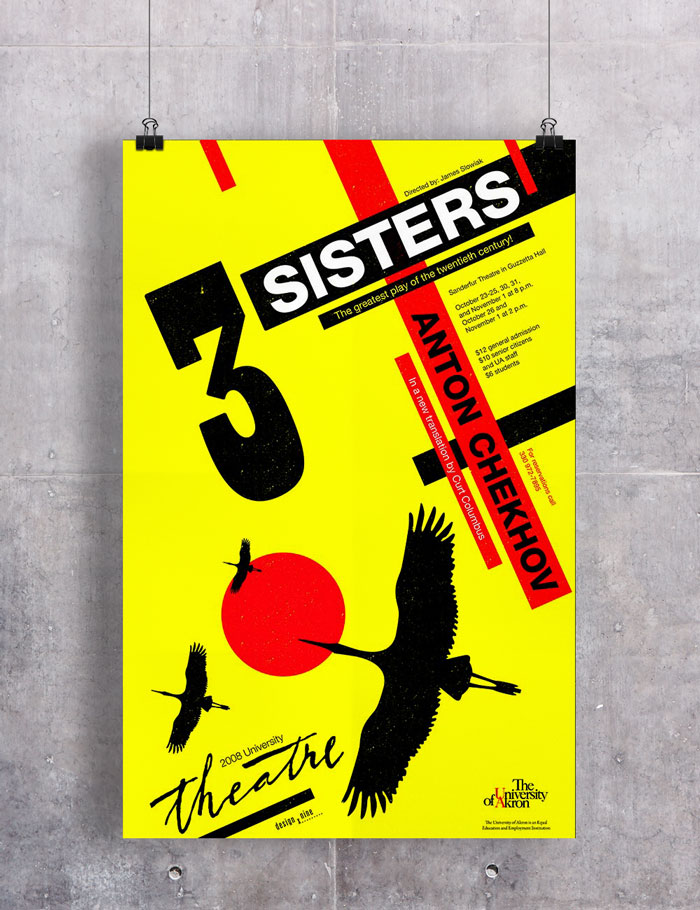 Directed by: James Slowiak
3 SISTERS
The greatest play of the twentieth century!
Sanderfur Theatre in Guzzetta Hall
October 23-25, 30, 31,
and November 1 at 8 p.m.
October 26 and
November 1 at 2 p.m.
$12 general admission
$10 senior citizens
and UA staff
$6 students
ANTON CHEKHOV
In a new translation by Curt Columbus
For reservations call
330 972-7895
2008 University
theatre
design x nine
The
University
of Akron
The University of Akron is an Equal
Education and Employment Institution